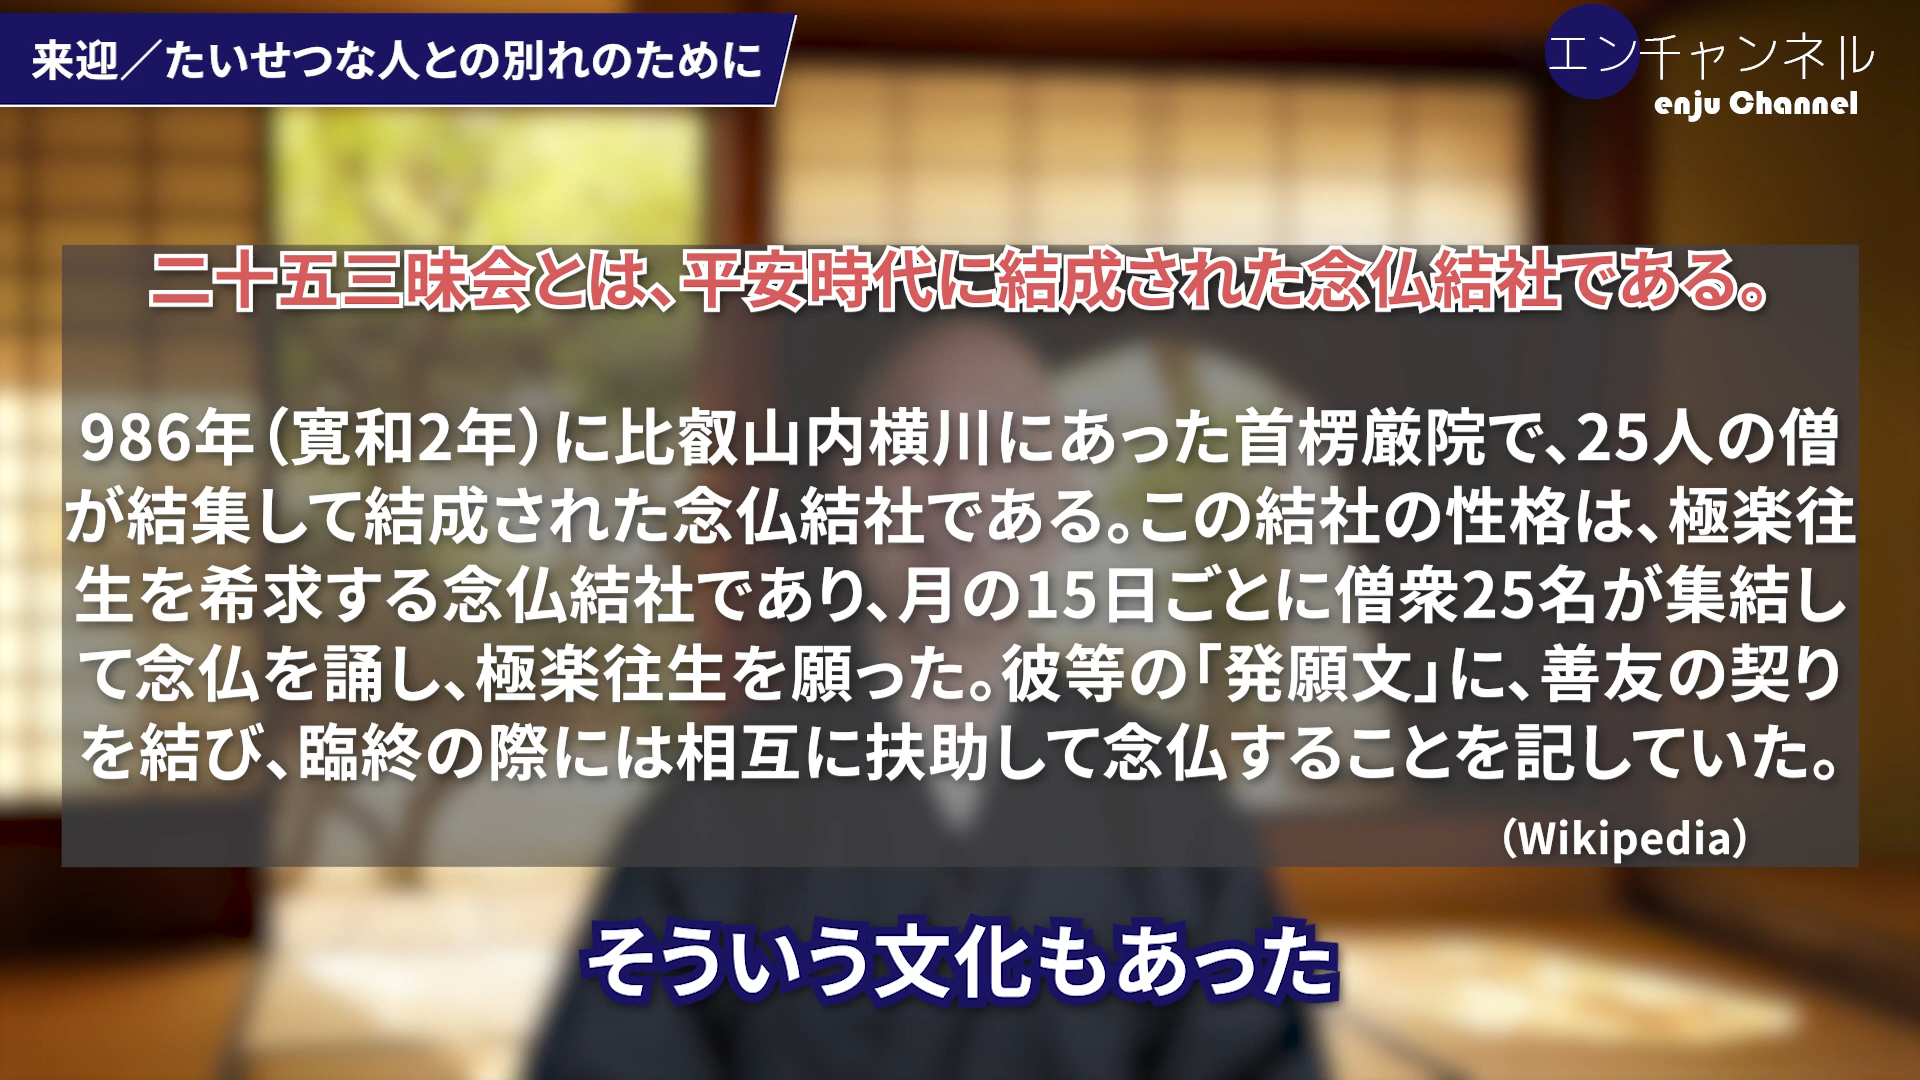 来迎／たいせつな人との別れのために
エンチャンネル
enju Channel
二十五三昧会とは、平安時代に結成された念仏結社である。
986年（寛和2年）に比叡山内横川にあった首楞厳院で、25人の僧
が結集して結成された念仏結社である。この結社の性格は、極楽往
生を希求する念仏結社であり、月の15日ごとに僧衆25名が集結し
て念仏を誦し、極楽往生を願った。彼等の「発願文」に、善友の契り
を結び、臨終の際には相互に扶助して念仏することを記していた。
（Wikipedia）
そういう文化もあった